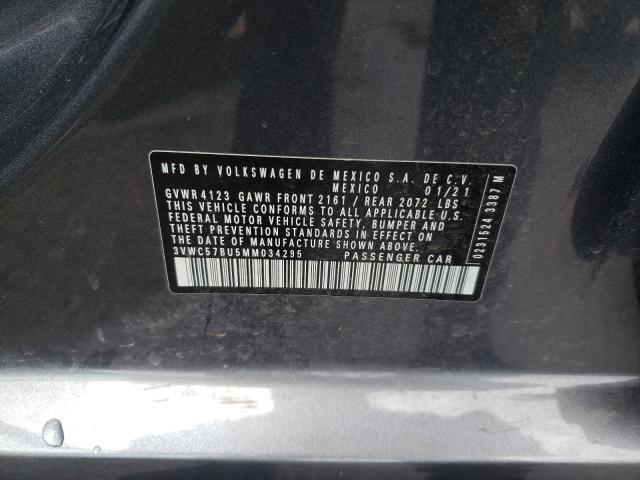 MFD BY VOLKSWAGEN DE MEXICO S.A. DE C.V.
MEXICO 01/21
GVWR 4123 GAWR FRONT 2161 / REAR 2072 LBS
THIS VEHICLE CONFORMS TO ALL APPLICABLE U.S.
FEDERAL MOTOR VEHICLE SAFETY, BUMPER AND
THEFT PREVENTION STANDARDS IN EFFECT ON THE
DATE OF MANUFACTURE SHOWN ABOVE.
3VWC57BU5MM034295 PASSENGER CAR
0231524 3387 M